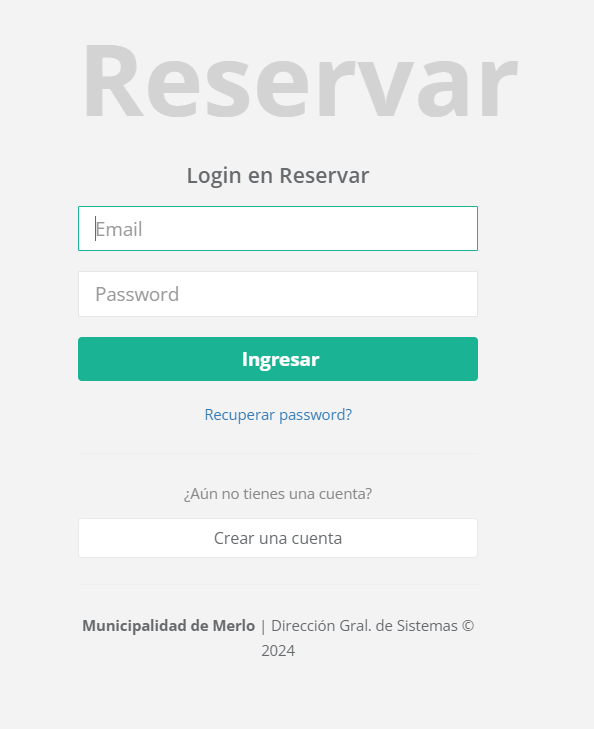 Reservar
Login en Reservar
Email
Password
Ingresar
Recuperar password?
¿Aún no tienes una cuenta?
Crear una cuenta
Municipalidad de Merlo | Dirección Gral. de Sistemas ©
2024